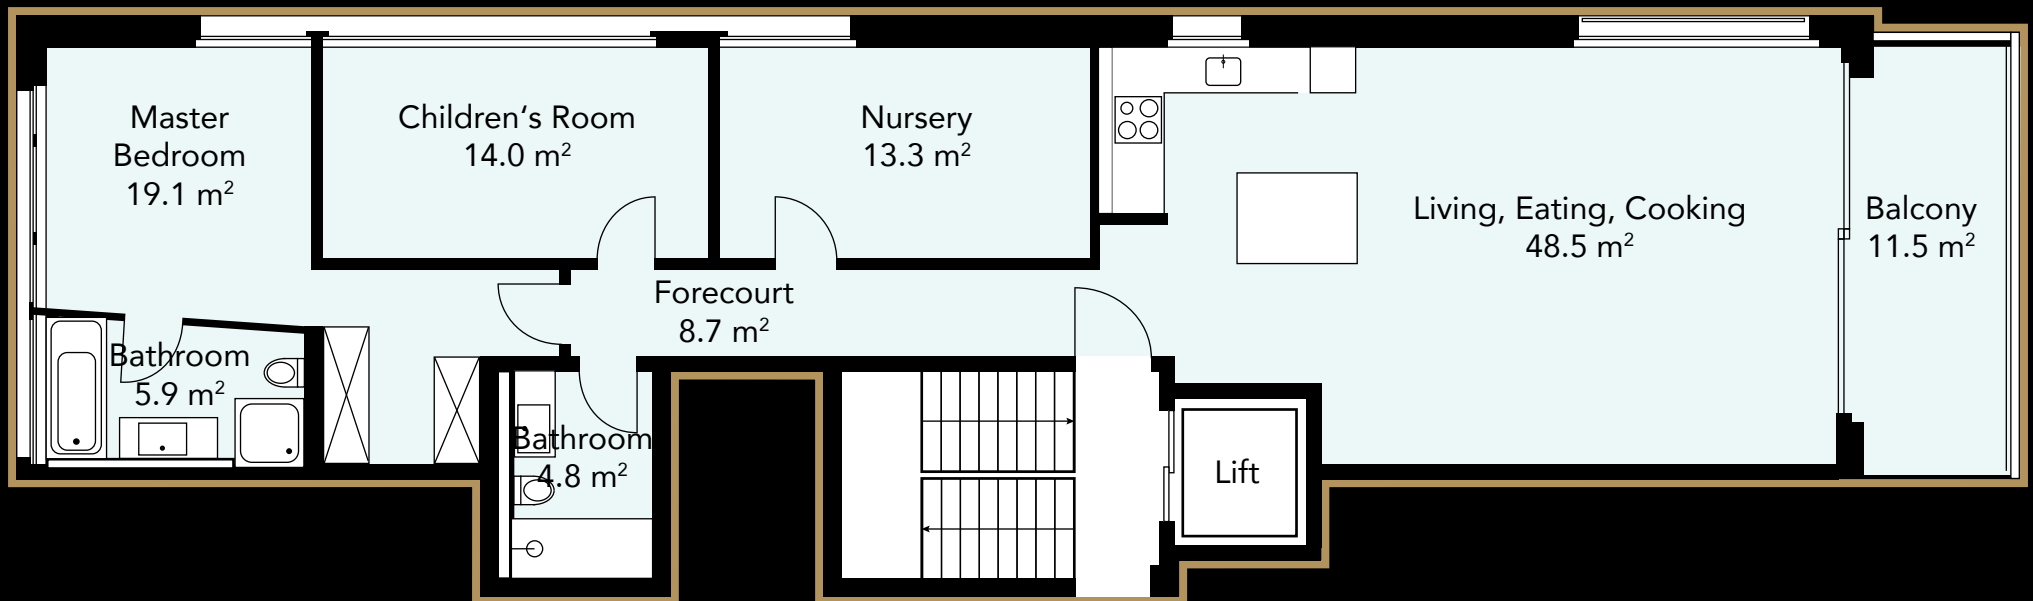 Master
Bedroom
19.1 m²
Children‘s Room
14.0 m²
Nursery
13.3 m²
Living, Eating, Cooking
48.5 m²
Balcony
11.5 m²
Forecourt
8.7 m²
Bathroom
5.9 m²
Bathroom
4.8 m²
Lift